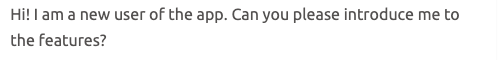 Hi! I am a new user of the app. Can you please introduce me to
the features?